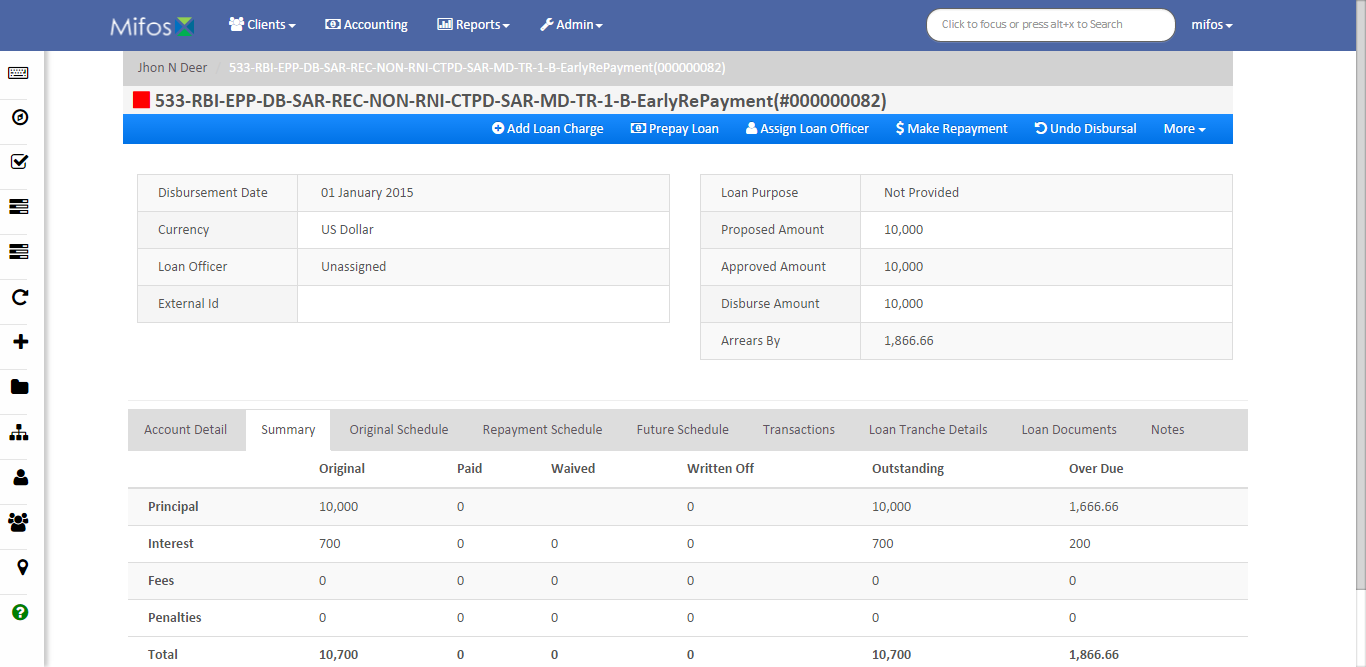 Mifos Clients Accounting Reports Admin Click to focus or press alt+x to Search mifos
Jhon N Deer / 533-RBI-EPP-DB-SAR-REC-NON-RNI-CTPD-SAR-MD-TR-1-B-EarlyRePayment(000000082)
533-RBI-EPP-DB-SAR-REC-NON-RNI-CTPD-SAR-MD-TR-1-B-EarlyRePayment(#000000082)
Add Loan Charge Prepay Loan Assign Loan Officer $ Make Repayment Undo Disbursal More
Disbursement Date 01 January 2015
Currency US Dollar
Loan Officer Unassigned
External Id
Loan Purpose Not Provided
Proposed Amount 10,000
Approved Amount 10,000
Disburse Amount 10,000
Arrears By 1,866.66
Account Detail Summary Original Schedule Repayment Schedule Future Schedule Transactions Loan Tranche Details Loan Documents Notes
Original Paid Waived Written Off Outstanding Over Due
Principal 10,000 0 0 10,000 1,666.66
Interest 700 0 0 0 700 200
Fees 0 0 0 0 0 0
Penalties 0 0 0 0 0 0
Total 10,700 0 0 0 10,700 1,866.66